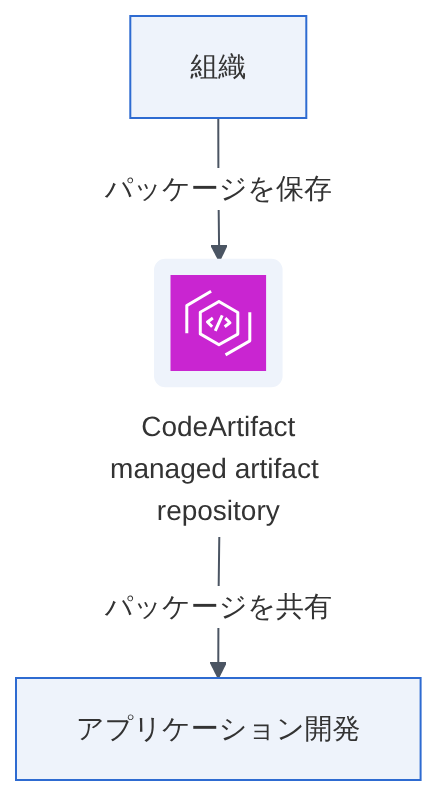 組織
パッケージを保存
CodeArtifact
managed artifact
repository
パッケージを共有
アプリケーション開発